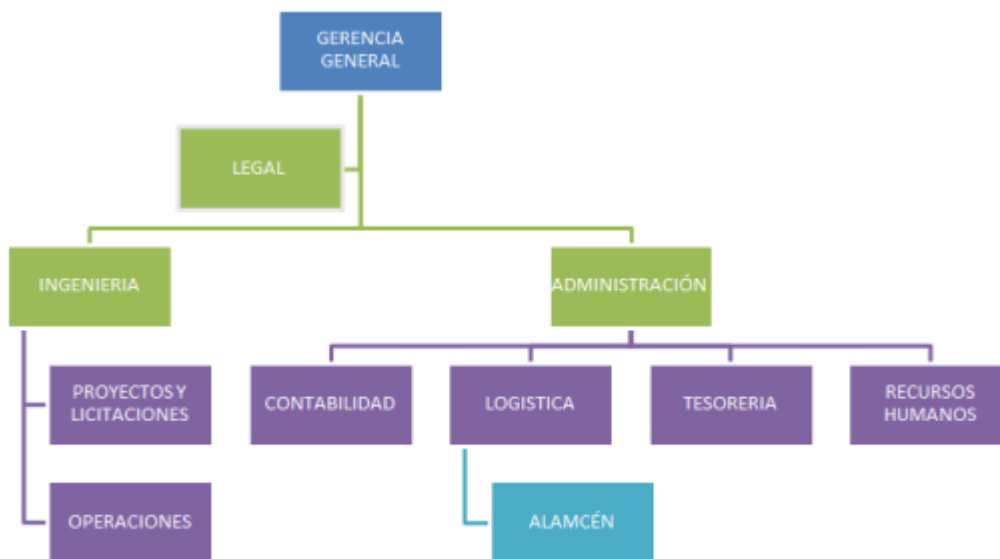 GERENCIA
GENERAL
LEGAL
INGENIERIA
ADMINISTRACIÓN
PROYECTOS Y
LICITACIONES
CONTABILIDAD
LOGISTICA
TESORERIA
RECURSOS
HUMANOS
OPERACIONES
ALAMCÉN